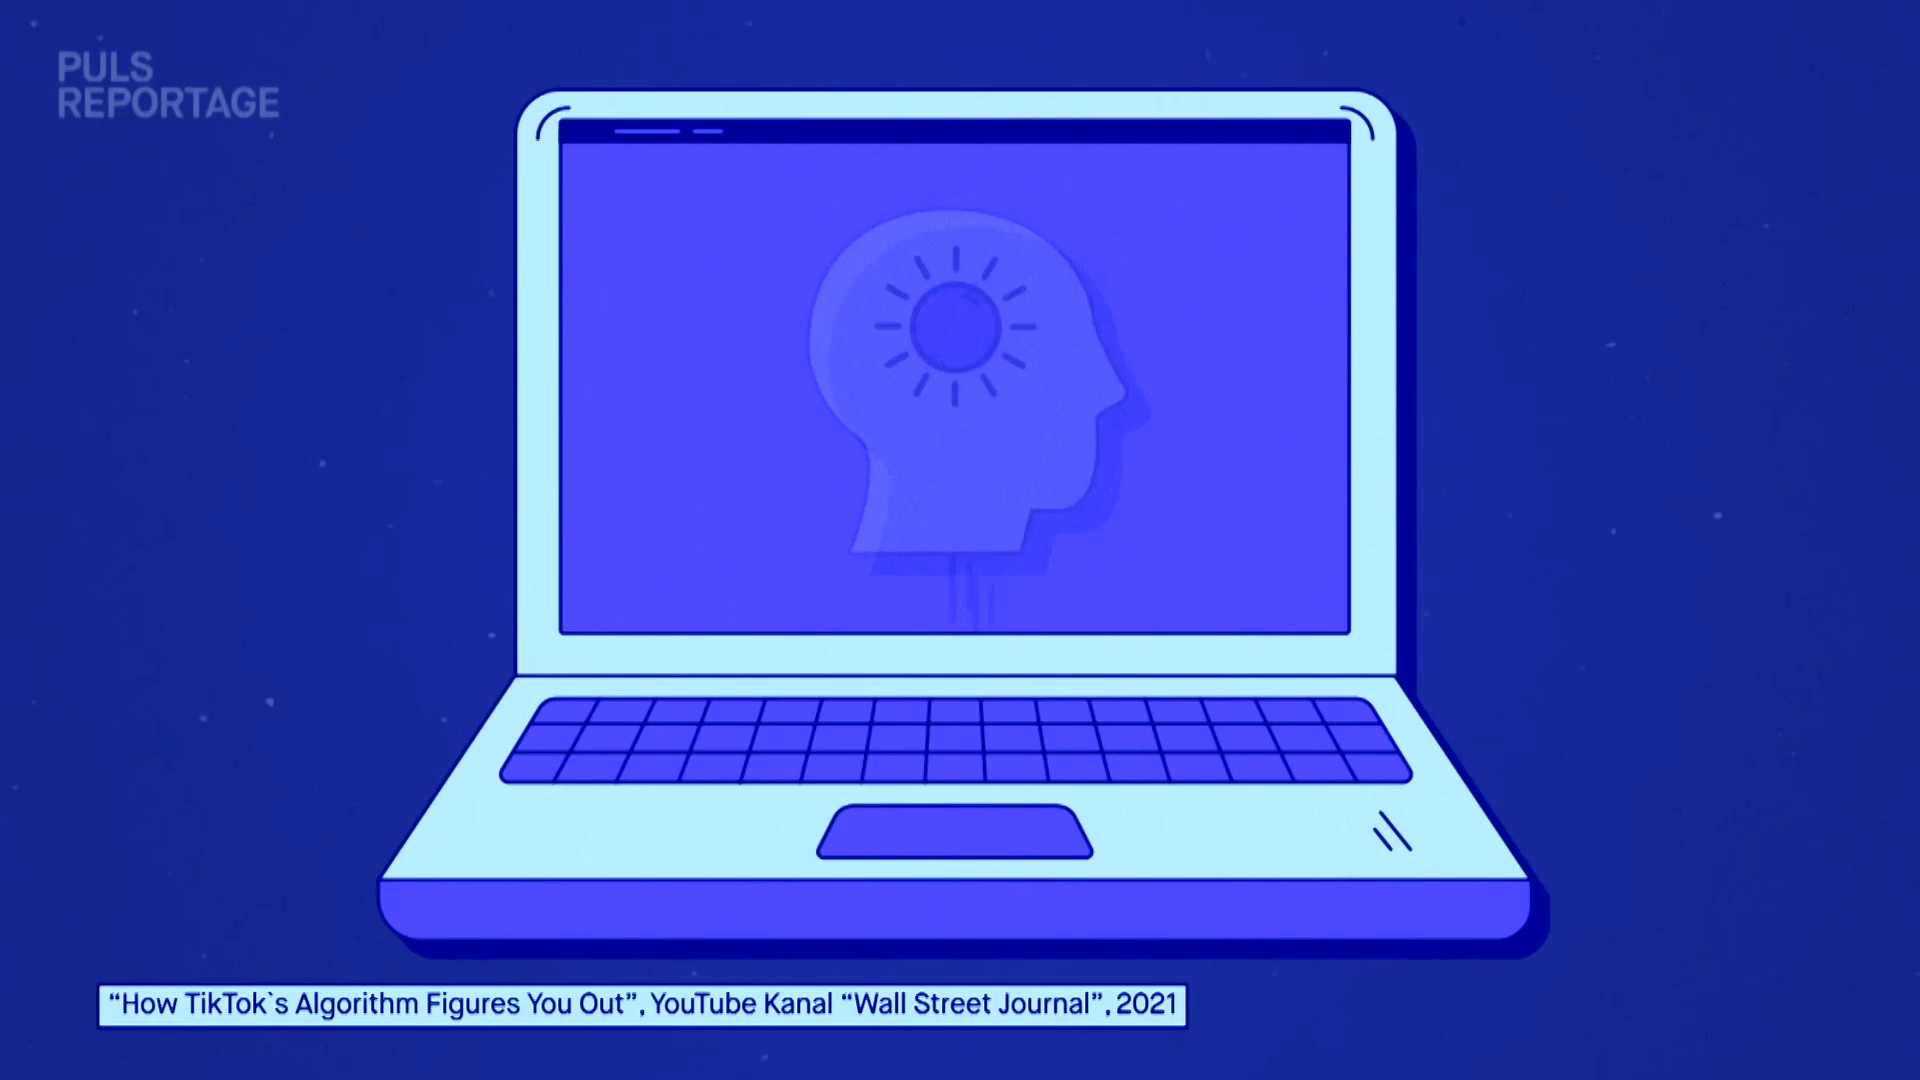 PULS
REPORTAGE
“How TikTok`s Algorithm Figures You Out”, YouTube Kanal “Wall Street Journal”, 2021